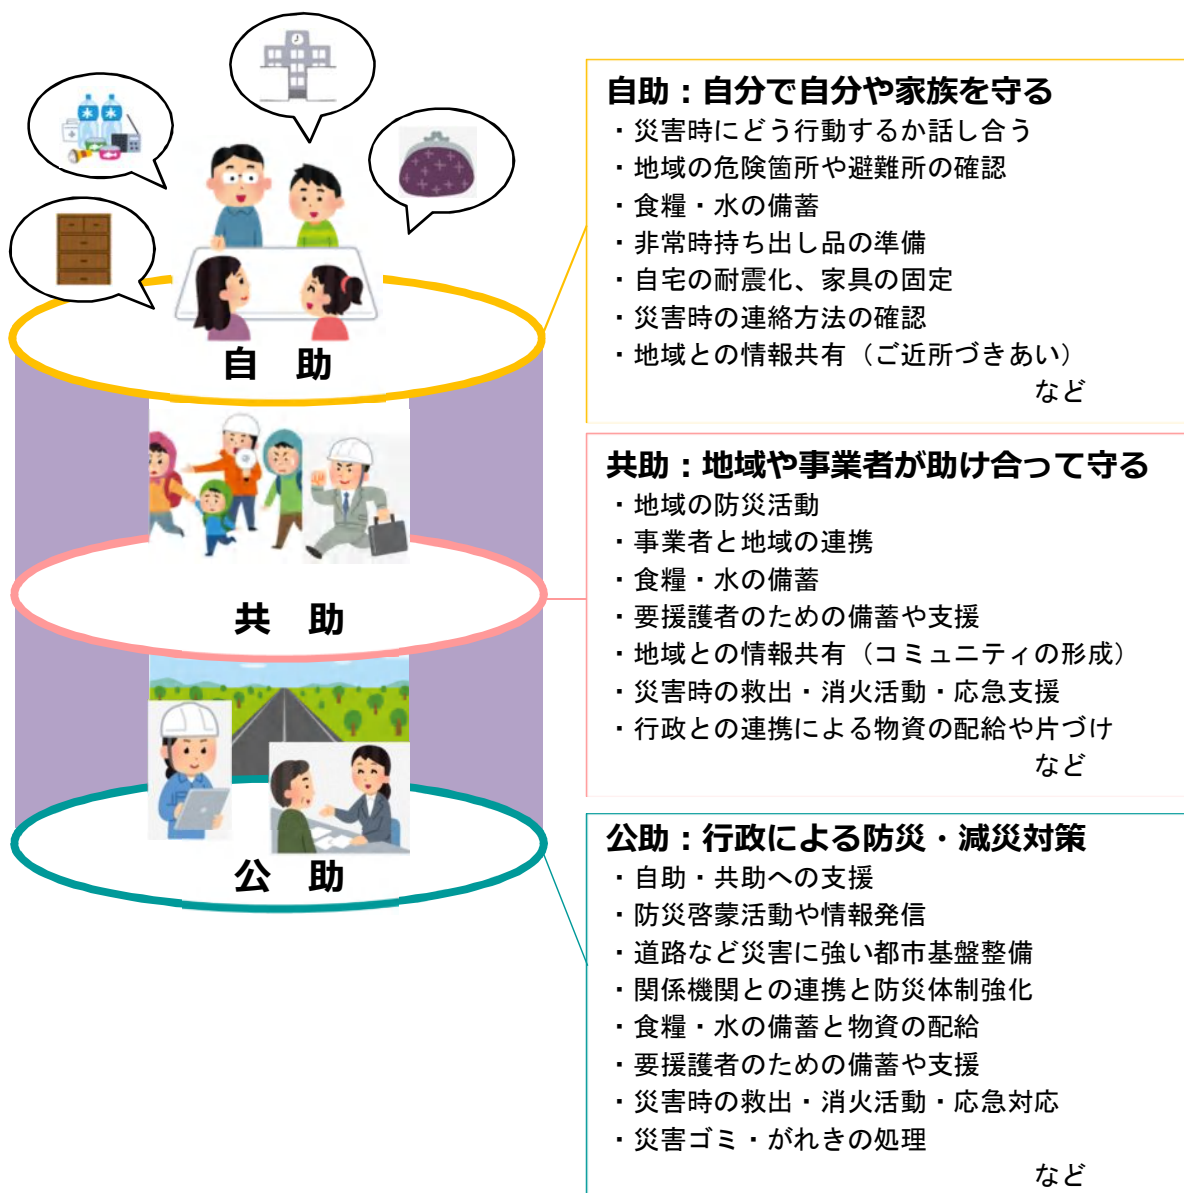 水 水
自助
共助
公助
自助：自分で自分や家族を守る
・災害時にどう行動するか話し合う
・地域の危険箇所や避難所の確認
・食糧・水の備蓄
・非常時持ち出し品の準備
・自宅の耐震化、家具の固定
・災害時の連絡方法の確認
・地域との情報共有（ご近所づきあい）
など
共助：地域や事業者が助け合って守る
・地域の防災活動
・事業者と地域の連携
・食糧・水の備蓄
・要援護者のための備蓄や支援
・地域との情報共有（コミュニティの形成）
・災害時の救出・消火活動・応急支援
・行政との連携による物資の配給や片づけ
など
公助：行政による防災・減災対策
・自助・共助への支援
・防災啓蒙活動や情報発信
・道路など災害に強い都市基盤整備
・関係機関との連携と防災体制強化
・食糧・水の備蓄と物資の配給
・要援護者のための備蓄や支援
・災害時の救出・消火活動・応急対応
・災害ゴミ・がれきの処理
など